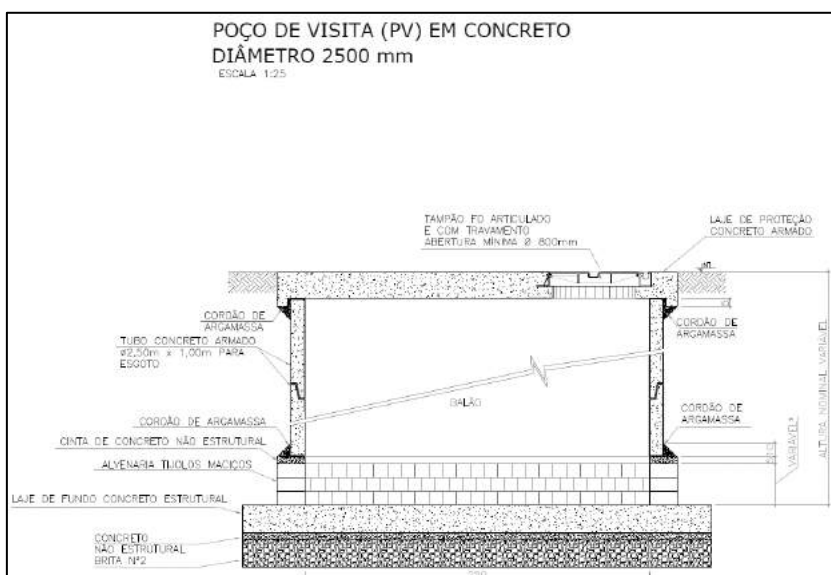 POÇO DE VISITA (PV) EM CONCRETO
DIÂMETRO 2500 mm
ESCALA 1:25
TAMPÃO FD ARTICULADO
E COM TRAVAMENTO
ABERTURA MÍNIMA Ø 800mm
LAJE DE PROTEÇÃO
CONCRETO ARMADO
CORDÃO DE
ARGAMASSA
CORDÃO DE
ARGAMASSA
TUBO CONCRETO ARMADO
ø2,50m x 1,00m PARA
ESGOTO
BALÃO
CORDÃO DE ARGAMASSA
CORDÃO DE
ARGAMASSA
CINTA DE CONCRETO NÃO ESTRUTURAL
ALVENARIA TIJOLOS MACIÇOS
LAJE DE FUNDO CONCRETO ESTRUTURAL
CONCRETO
NÃO ESTRUTURAL
BRITA Nº2
VARIÁVEL*
ALTURA NOMINAL VARIÁVEL